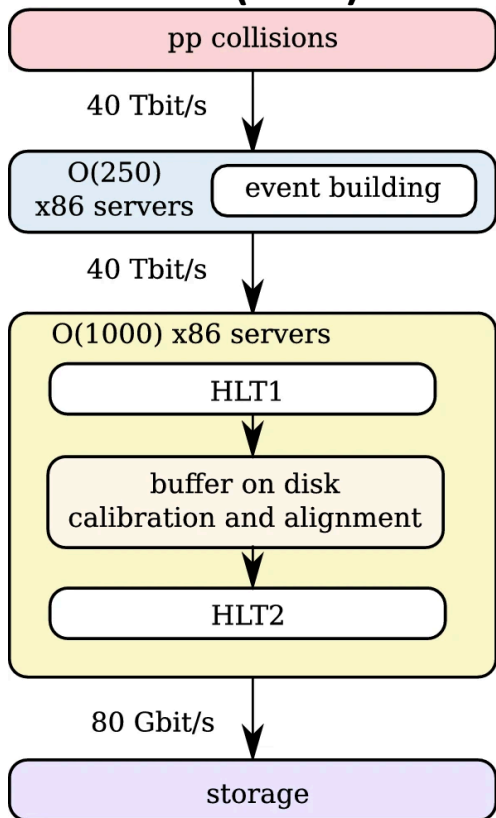 pp collisions
40 Tbit/s
O(250)
x86 servers
event building
40 Tbit/s
O(1000) x86 servers
HLT1
buffer on disk
calibration and alignment
HLT2
80 Gbit/s
storage